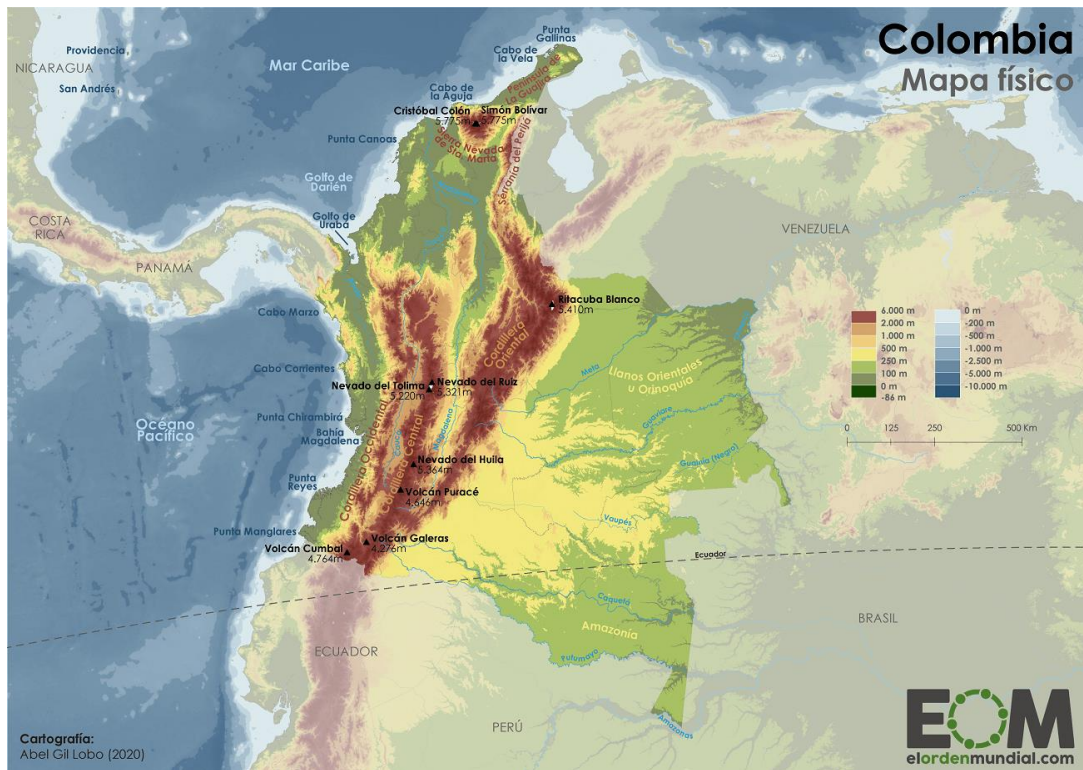 Colombia
Mapa físico
Punta
Gallinas
Cabo de
la Vela
Providencia
NICARAGUA
San Andrés
Mar Caribe
Península de
La Guajira
Cabo de
la Aguja
Cristóbal Colón
5.775m
Simón Bolívar
5.775m
Punta Canoas
Sierra Nevada
de Sta. Marta
Serranía del Perijá
Golfo de
Darién
Golfo de
Urabá
COSTA
RICA
PANAMÁ
VENEZUELA
Ritacuba Blanco
5.410m
Cabo Marzo
6.000 m
2.000 m
1.000 m
500 m
250 m
100 m
0 m
-86 m
0 m
-200 m
-500 m
-1.000 m
-2.500 m
-5.000 m
-10.000 m
Cordillera
Oriental
Cabo Corrientes
Meta
Llanos Orientales
u Orinoquia
Nevado del Tolima
5.220m
Nevado del Ruiz
5.321m
Punta Chirambirá
Océano
Pacífico
Bahía
Magdalena
Cordillera Occidental
Cauca
Cordillera Central
Magdalena
Guaviare
0
125
250
500 Km
Nevado del Huila
5.364m
Guainía (Negro)
Punta
Reyes
Volcán Puracé
4.646m
Vaupés
Punta Manglares
Volcán Galeras
4.276m
Volcán Cumbal
4.764m
Ecuador
Caquetá
Amazonía
BRASIL
ECUADOR
Putumayo
PERÚ
Amazonas
Cartografía:
Abel Gil Lobo (2020)
EOM
elordenmundial.com